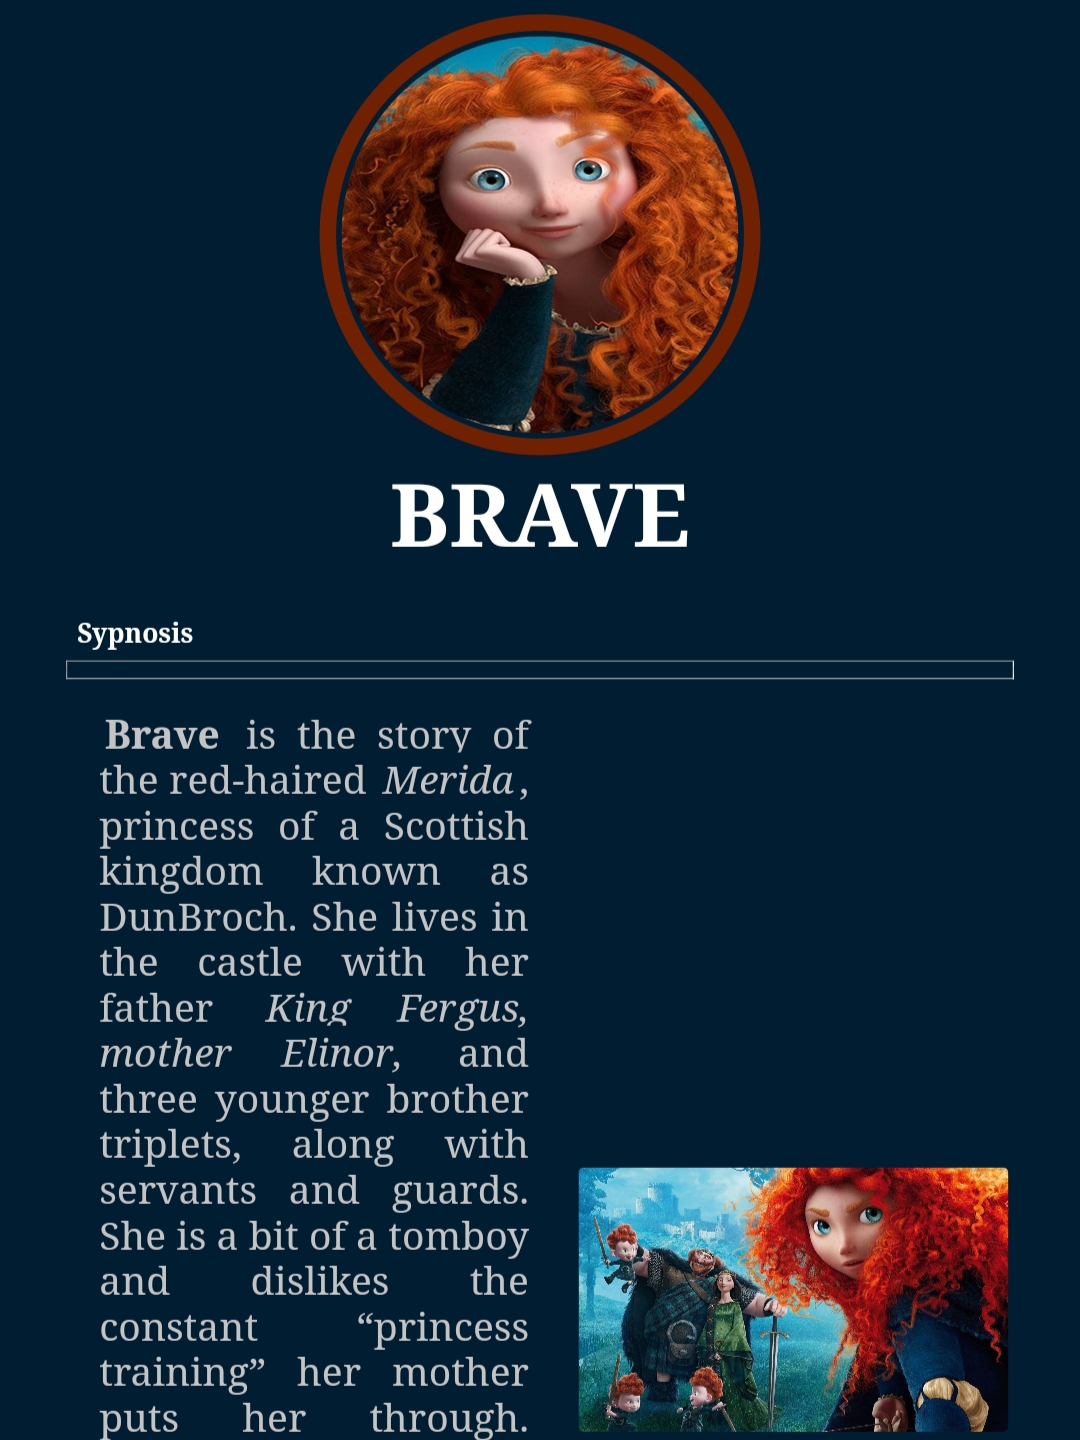 BRAVE
Sypnosis
Brave is the story of
the red-haired Merida,
princess of a Scottish
kingdom known as
DunBroch. She lives in
the castle with her
father King Fergus,
mother Elinor, and
three younger brother
triplets, along with
servants and guards.
She is a bit of a tomboy
and dislikes the
constant “princess
training” her mother
puts her through.